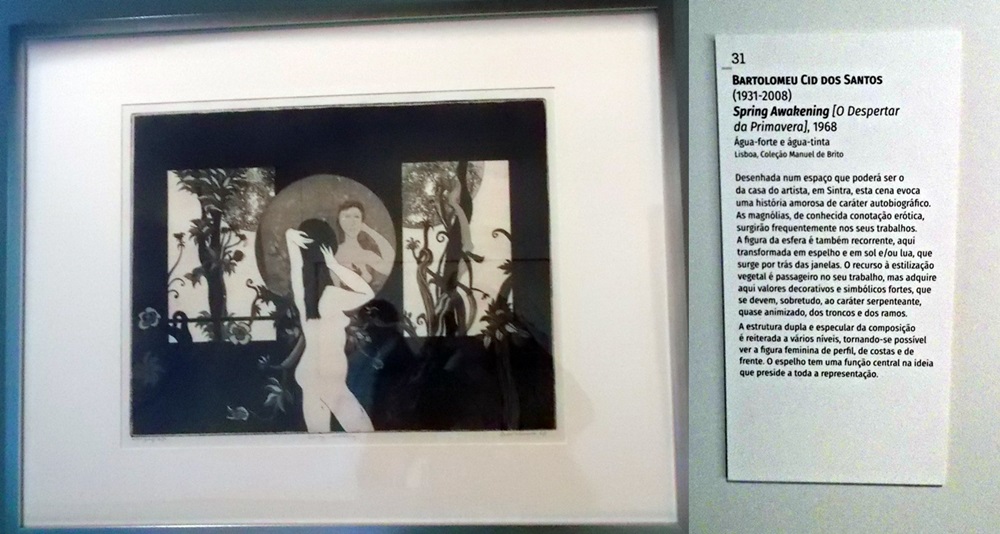 31
BARTOLOMEU CID DOS SANTOS
(1931-2008)
Spring Awakening [O Despertar
da Primavera], 1968
Água-forte e água-tinta
Lisboa, Coleção Manuel de Brito
Desenhada num espaço que poderá ser o
da casa do artista, em Sintra, esta cena evoca
uma história amorosa de caráter autobiográfico.
As magnólias, de conhecida conotação erótica,
surgirão frequentemente nos seus trabalhos.
A figura da esfera é também recorrente, aqui
transformada em espelho e em sol e/ou lua, que
surge por trás das janelas. O recurso à estilização
vegetal é passageiro no seu trabalho, mas adquire
aqui valores decorativos e simbólicos fortes, que
se devem, sobretudo, ao caráter serpenteante,
quase animizado, dos troncos e dos ramos.
A estrutura dupla e especular da composição
é reiterada a vários níveis, tornando-se possível
ver a figura feminina de perfil, de costas e de
frente. O espelho tem uma função central na ideia
que preside a toda a representação.